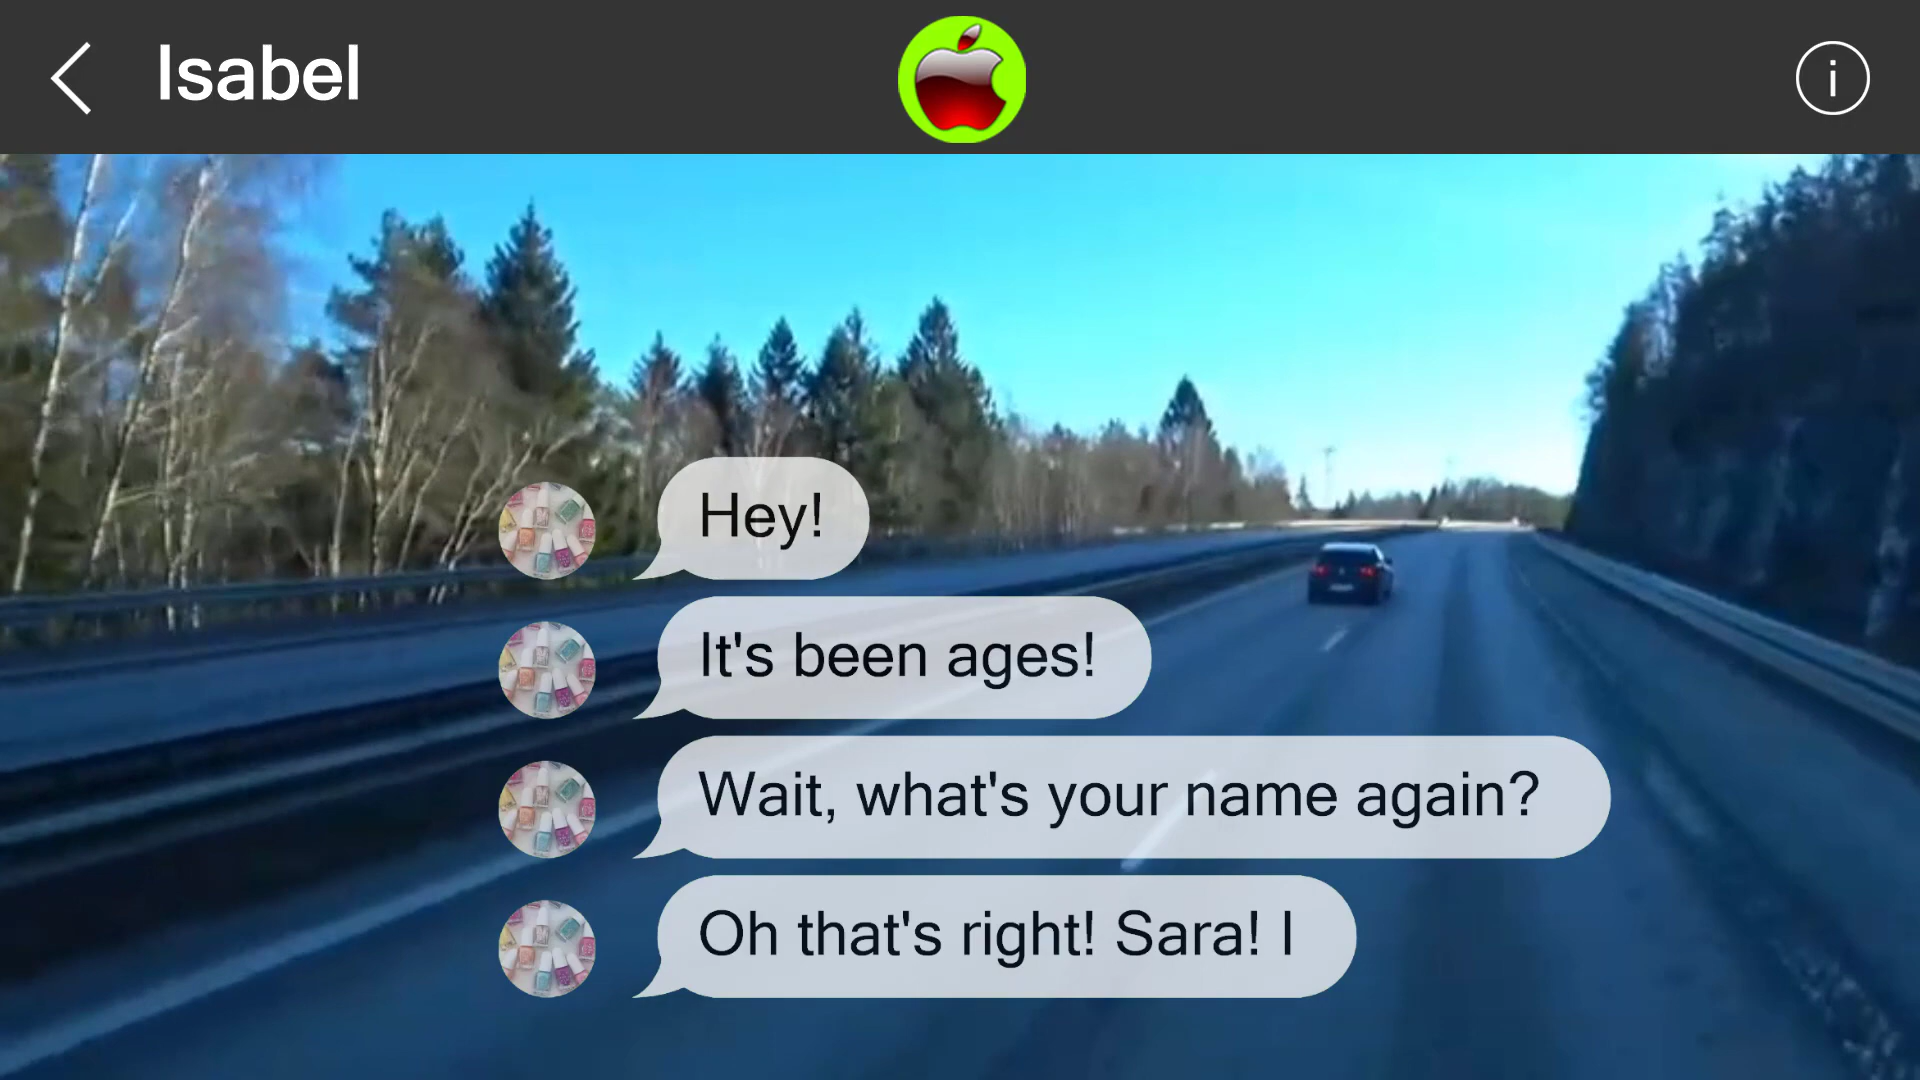 Isabel
i
Hey!
It's been ages!
Wait, what's your name again?
Oh that's right! Sara! I